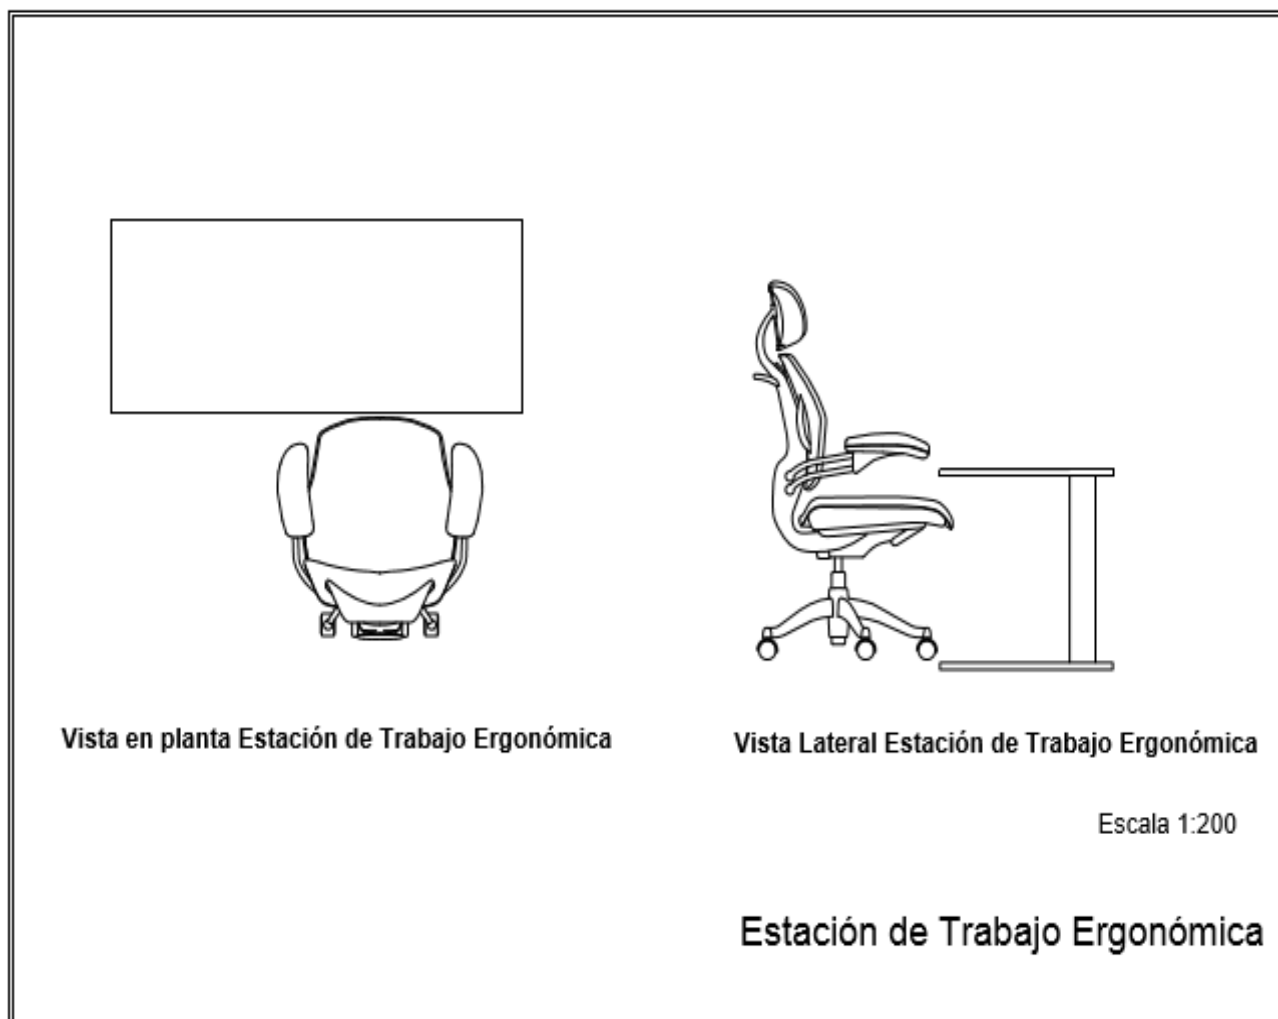 Vista en planta Estación de Trabajo Ergonómica
Vista Lateral Estación de Trabajo Ergonómica
Escala 1:200
Estación de Trabajo Ergonómica